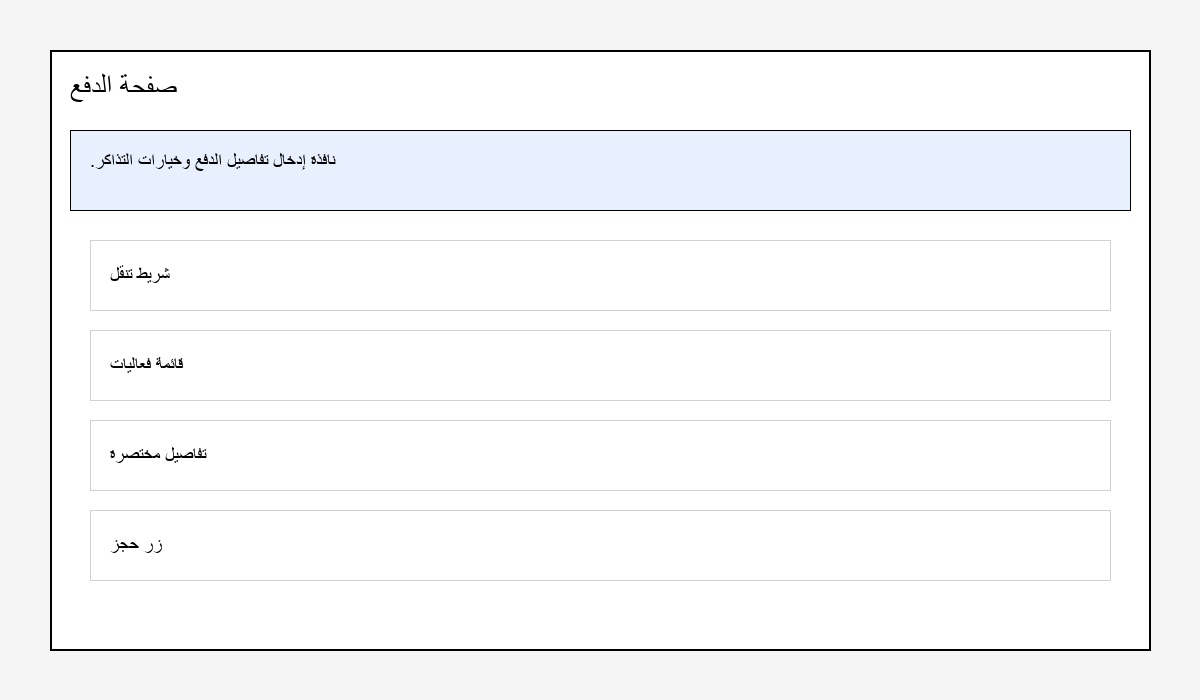 صفحة الدفع
نافذة إدخال تفاصيل الدفع وخيارات التذاكر.
شريط تنقل
قائمة فعاليات
تفاصيل مختصرة
زر حجز